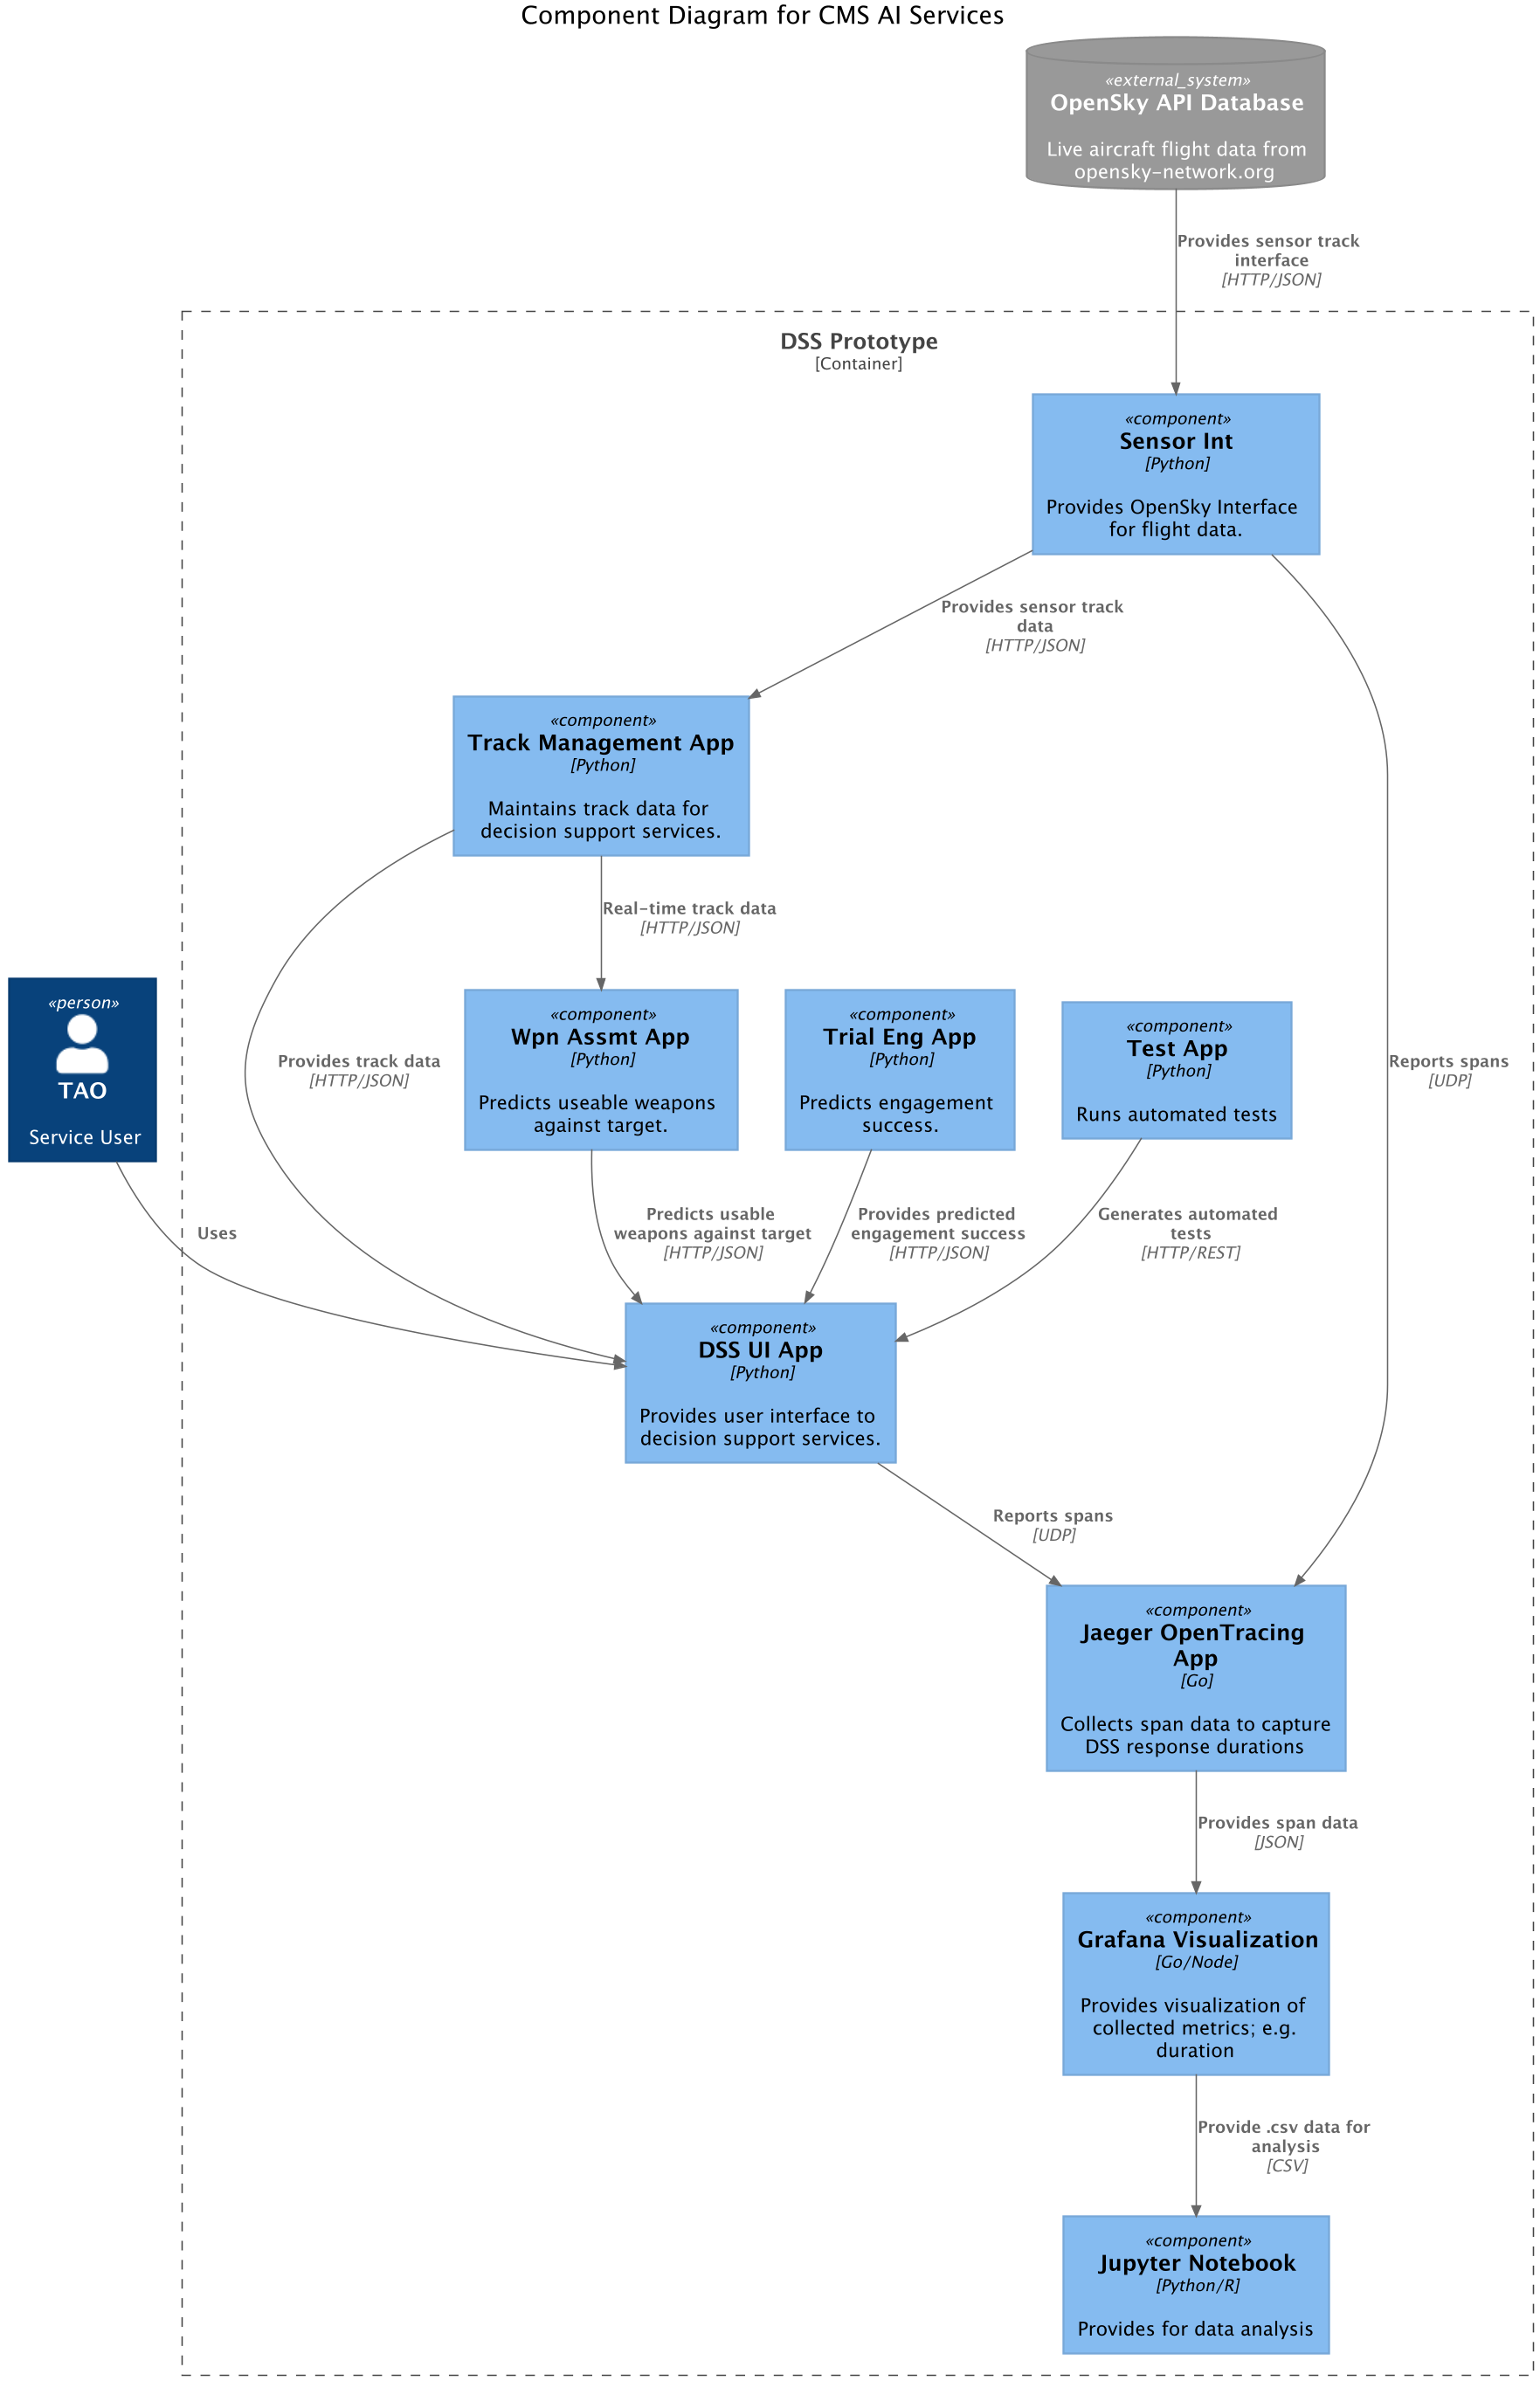 Component Diagram for CMS AI Services
«external_system»
OpenSky API Database
Live aircraft flight data from
opensky-network.org
Provides sensor track
interface
[HTTP/JSON]
DSS Prototype
[Container]
«component»
Sensor Int
[Python]
Provides OpenSky Interface
for flight data.
Provides sensor track
data
[HTTP/JSON]
«component»
Track Management App
[Python]
Maintains track data for
decision support services.
Real-time track data
[HTTP/JSON]
«person»
TAO
Service User
Provides track data
[HTTP/JSON]
«component»
Wpn Assmt App
[Python]
Predicts useable weapons
against target.
«component»
Trial Eng App
[Python]
Predicts engagement
success.
«component»
Test App
[Python]
Runs automated tests
Reports spans
[UDP]
Uses
Predicts usable
weapons against target
[HTTP/JSON]
Provides predicted
engagement success
[HTTP/JSON]
Generates automated
tests
[HTTP/REST]
«component»
DSS UI App
[Python]
Provides user interface to
decision support services.
Reports spans
[UDP]
«component»
Jaeger OpenTracing
App
[Go]
Collects span data to capture
DSS response durations
Provides span data
[JSON]
«component»
Grafana Visualization
[Go/Node]
Provides visualization of
collected metrics; e.g.
duration
Provide .csv data for
analysis
[CSV]
«component»
Jupyter Notebook
[Python/R]
Provides for data analysis